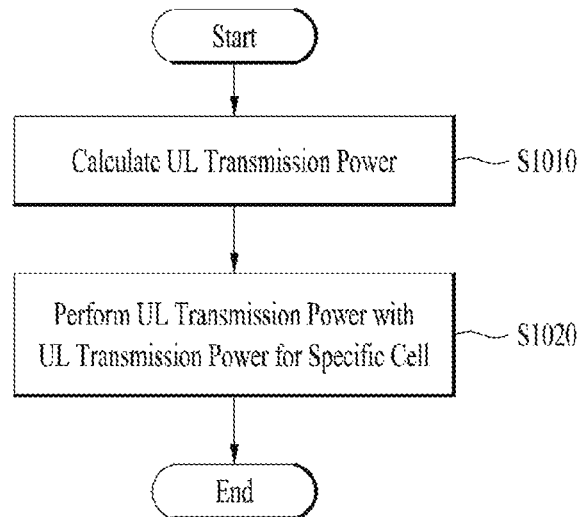 Start
Calculate UL Transmission Power
S1010
Perform UL Transmission Power with
UL Transmission Power for Specific Cell
S1020
End